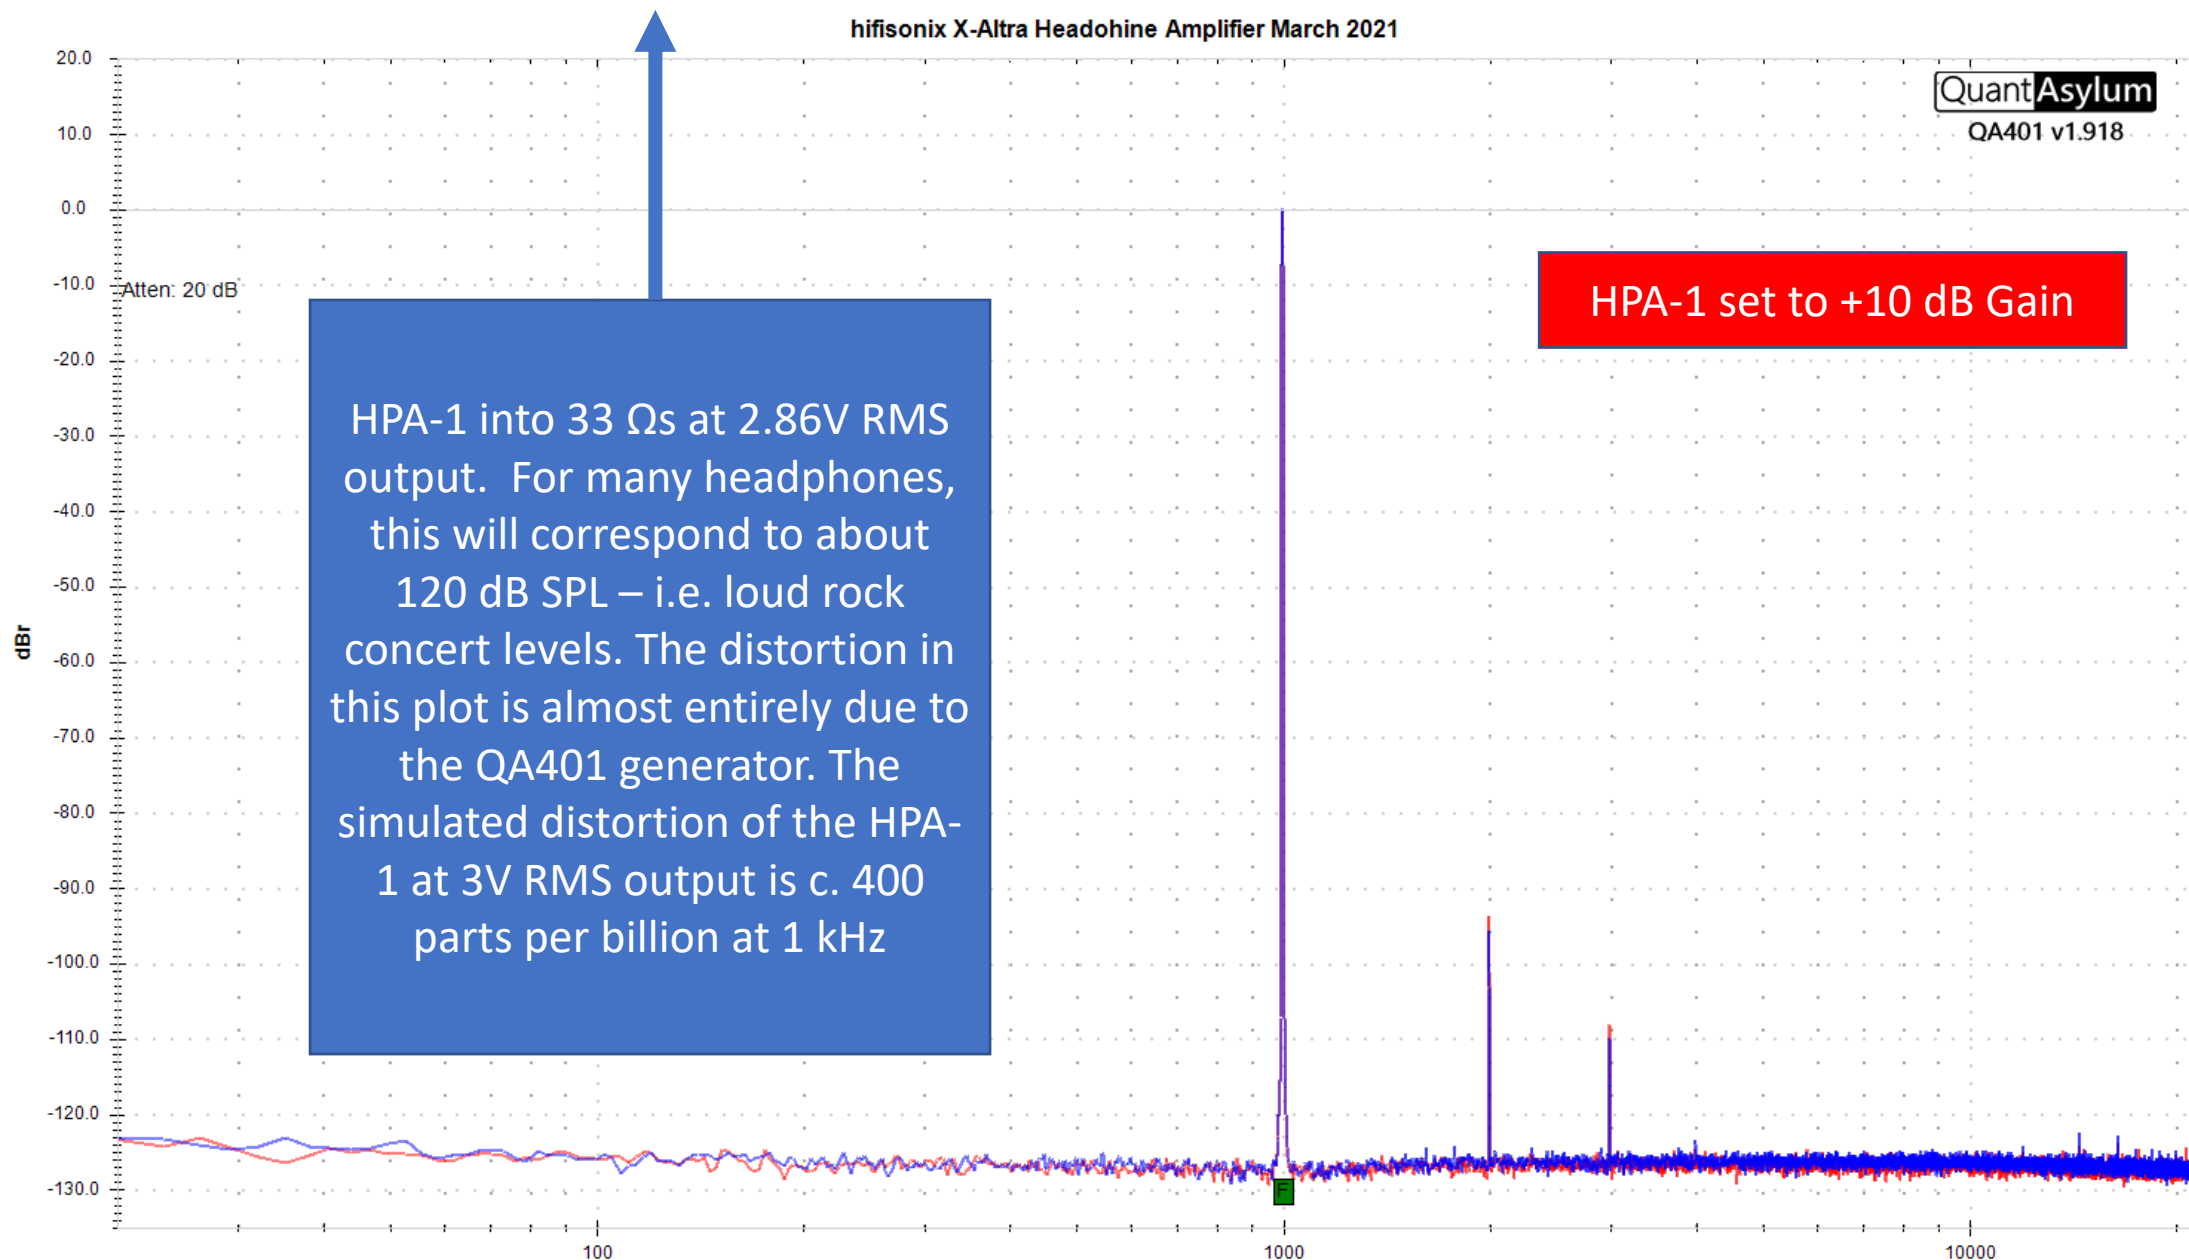 hifisonix X-Altra Headohine Amplifier March 2021
20.0
10.0
0.0
-10.0
-20.0
-30.0
-40.0
-50.0
-60.0
-70.0
-80.0
-90.0
-100.0
-110.0
-120.0
-130.0
dBr
Atten: 20 dB
QuantAsylum
QA401 v1.918
HPA-1 set to +10 dB Gain
HPA-1 into 33 Ωs at 2.86V RMS
output.  For many headphones,
this will correspond to about
120 dB SPL – i.e. loud rock
concert levels. The distortion in
this plot is almost entirely due to
the QA401 generator. The
simulated distortion of the HPA-
1 at 3V RMS output is c. 400
parts per billion at 1 kHz
F
100
1000
10000